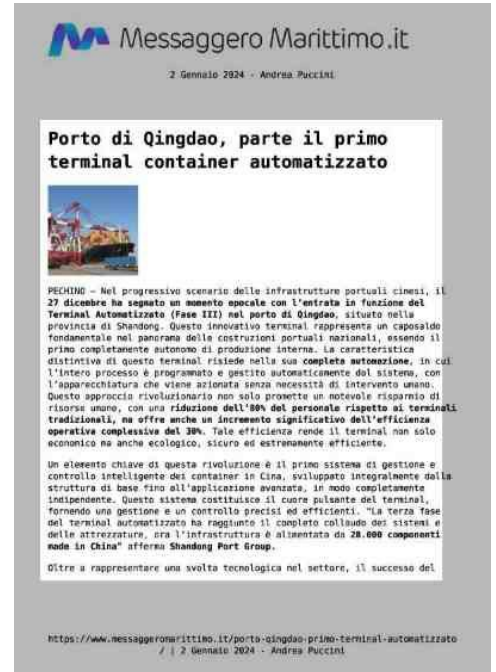 Messaggero Marittimo.it
2 Gennaio 2024 - Andrea Puccini
Porto di Qingdao, parte il primo
terminal container automatizzato
PECHINO – Nel progressivo scenario delle infrastrutture portuali cinesi, il
27 dicembre ha segnato un momento epocale con l'entrata in funzione del
Terminal Automatizzato (Fase III) nel porto di Qingdao, situato nella
provincia di Shandong. Questo innovativo terminal rappresenta un caposaldo
fondamentale nel panorama delle costruzioni portuali nazionali, essendo il
primo completamente autonomo di produzione interna. La caratteristica
distintiva di questo terminal risiede nella sua completa automazione, in cui
l'intero processo è programmato e gestito automaticamente dal sistema, con
l'apparecchiatura che viene azionata senza necessità di intervento umano.
Questo approccio rivoluzionario non solo promette un notevole risparmio di
risorse umane, con una riduzione dell'80% del personale rispetto ai terminali
tradizionali, ma offre anche un incremento significativo dell'efficienza
operativa complessiva del 30%. Tale efficienza rende il terminal non solo
economico ma anche ecologico, sicuro ed estremamente efficiente.
Un elemento chiave di questa rivoluzione è il primo sistema di gestione e
controllo intelligente dei container in Cina, sviluppato integralmente dalla
struttura di base fino all'applicazione avanzata, in modo completamente
indipendente. Questo sistema costituisce il cuore pulsante del terminal,
fornendo una gestione e un controllo precisi ed efficienti. "La terza fase
del terminal automatizzato ha raggiunto il completo collaudo dei sistemi e
delle attrezzature, ora l'infrastruttura è alimentata da 28.000 componenti
made in China" afferma Shandong Port Group.
Oltre a rappresentare una svolta tecnologica nel settore, il successo del
https://www.messaggeromarittimo.it/porto-qingdao-primo-terminal-automatizzato
/ | 2 Gennaio 2024 - Andrea Puccini